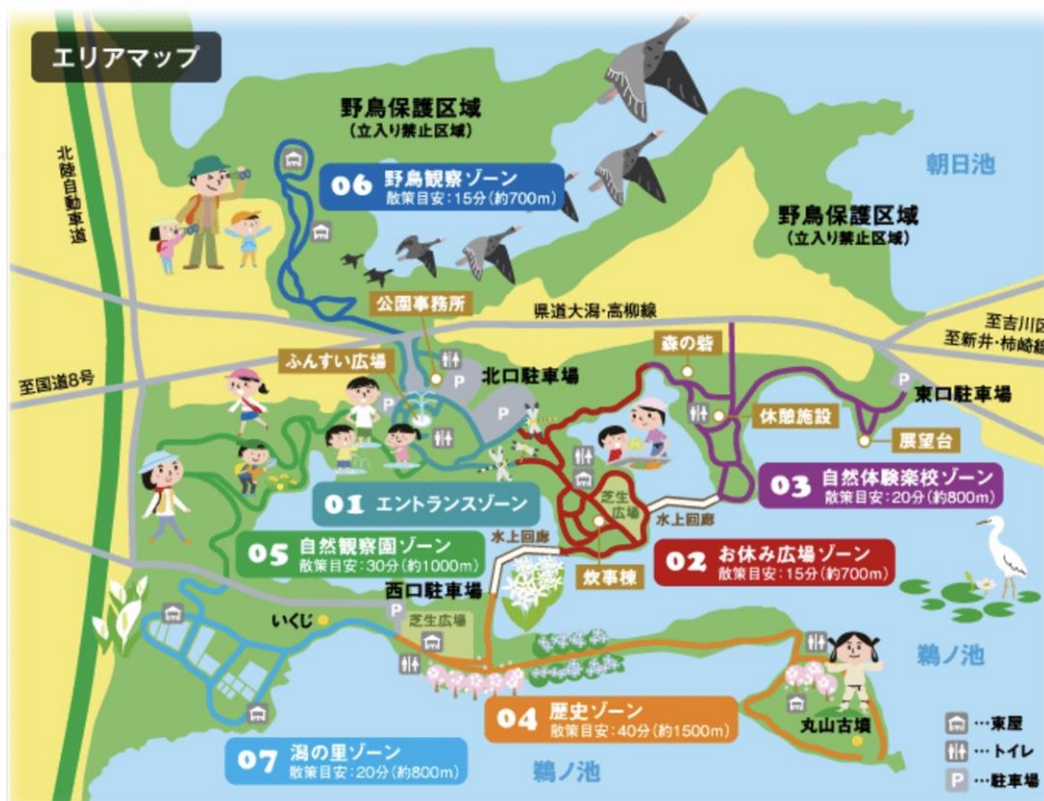 エリアマップ
北陸自動車道
野鳥保護区域
(立入り禁止区域)
朝日池
06 野鳥観察ゾーン
散策目安:15分(約700m)
野鳥保護区域
(立入り禁止区域)
公園事務所
県道大潟・高柳線
至吉川区
至新井・柿崎線
ふんすい広場
森の砦
至国道8号
P
北口駐車場
P
P
P
東口駐車場
休憩施設
展望台
03 自然体験楽校ゾーン
散策目安:20分(約800m)
01 エントランスゾーン
芝生
広場
水上回廊
水上回廊
05 自然観察園ゾーン
散策目安:30分(約1000m)
02 お休み広場ゾーン
散策目安:15分(約700m)
炊事棟
西口駐車場
P
いくじ
芝生広場
鵜ノ池
04 歴史ゾーン
散策目安:40分(約1500m)
丸山古墳
07 潟の里ゾーン
散策目安:20分(約800m)
鵜ノ池
…東屋
…トイレ
P …駐車場